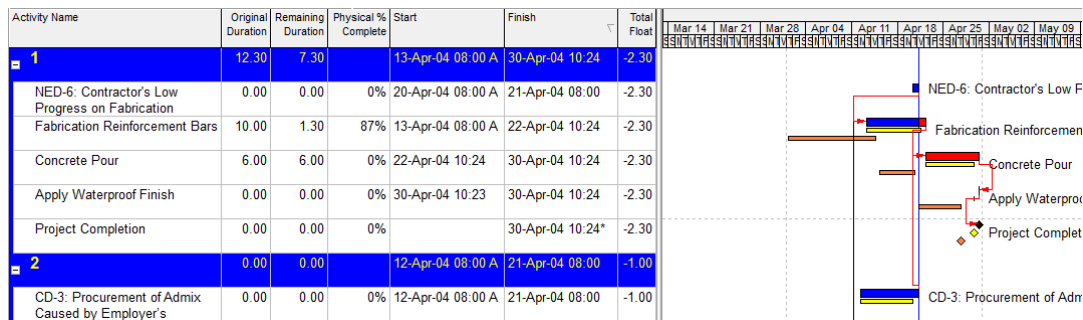 Activity Name Original Duration Remaining Duration Physical % Complete Start Finish Total Float
Mar 14 Mar 21 Mar 28 Apr 04 Apr 11 Apr 18 Apr 25 May 02 May 09
1 12.30 7.30 13-Apr-04 08:00 A 30-Apr-04 10:24 -2.30
NED-6: Contractor's Low Progress on Fabrication 0.00 0.00 0% 20-Apr-04 08:00 A 21-Apr-04 08:00 -2.30
NED-6: Contractor's Low P
Fabrication Reinforcement Bars 10.00 1.30 87% 13-Apr-04 08:00 A 22-Apr-04 10:24 -2.30
Fabrication Reinforcement
Concrete Pour 6.00 6.00 0% 22-Apr-04 10:24 30-Apr-04 10:24 -2.30
Concrete Pour
Apply Waterproof Finish 0.00 0.00 0% 30-Apr-04 10:23 30-Apr-04 10:24 -2.30
Apply Waterproo
Project Completion 0.00 0.00 0% 30-Apr-04 10:24* -2.30
Project Complet
2 0.00 0.00 12-Apr-04 08:00 A 21-Apr-04 08:00 -1.00
CD-3: Procurement of Admix Caused by Employer's 0.00 0.00 0% 12-Apr-04 08:00 A 21-Apr-04 08:00 -1.00
CD-3: Procurement of Adm